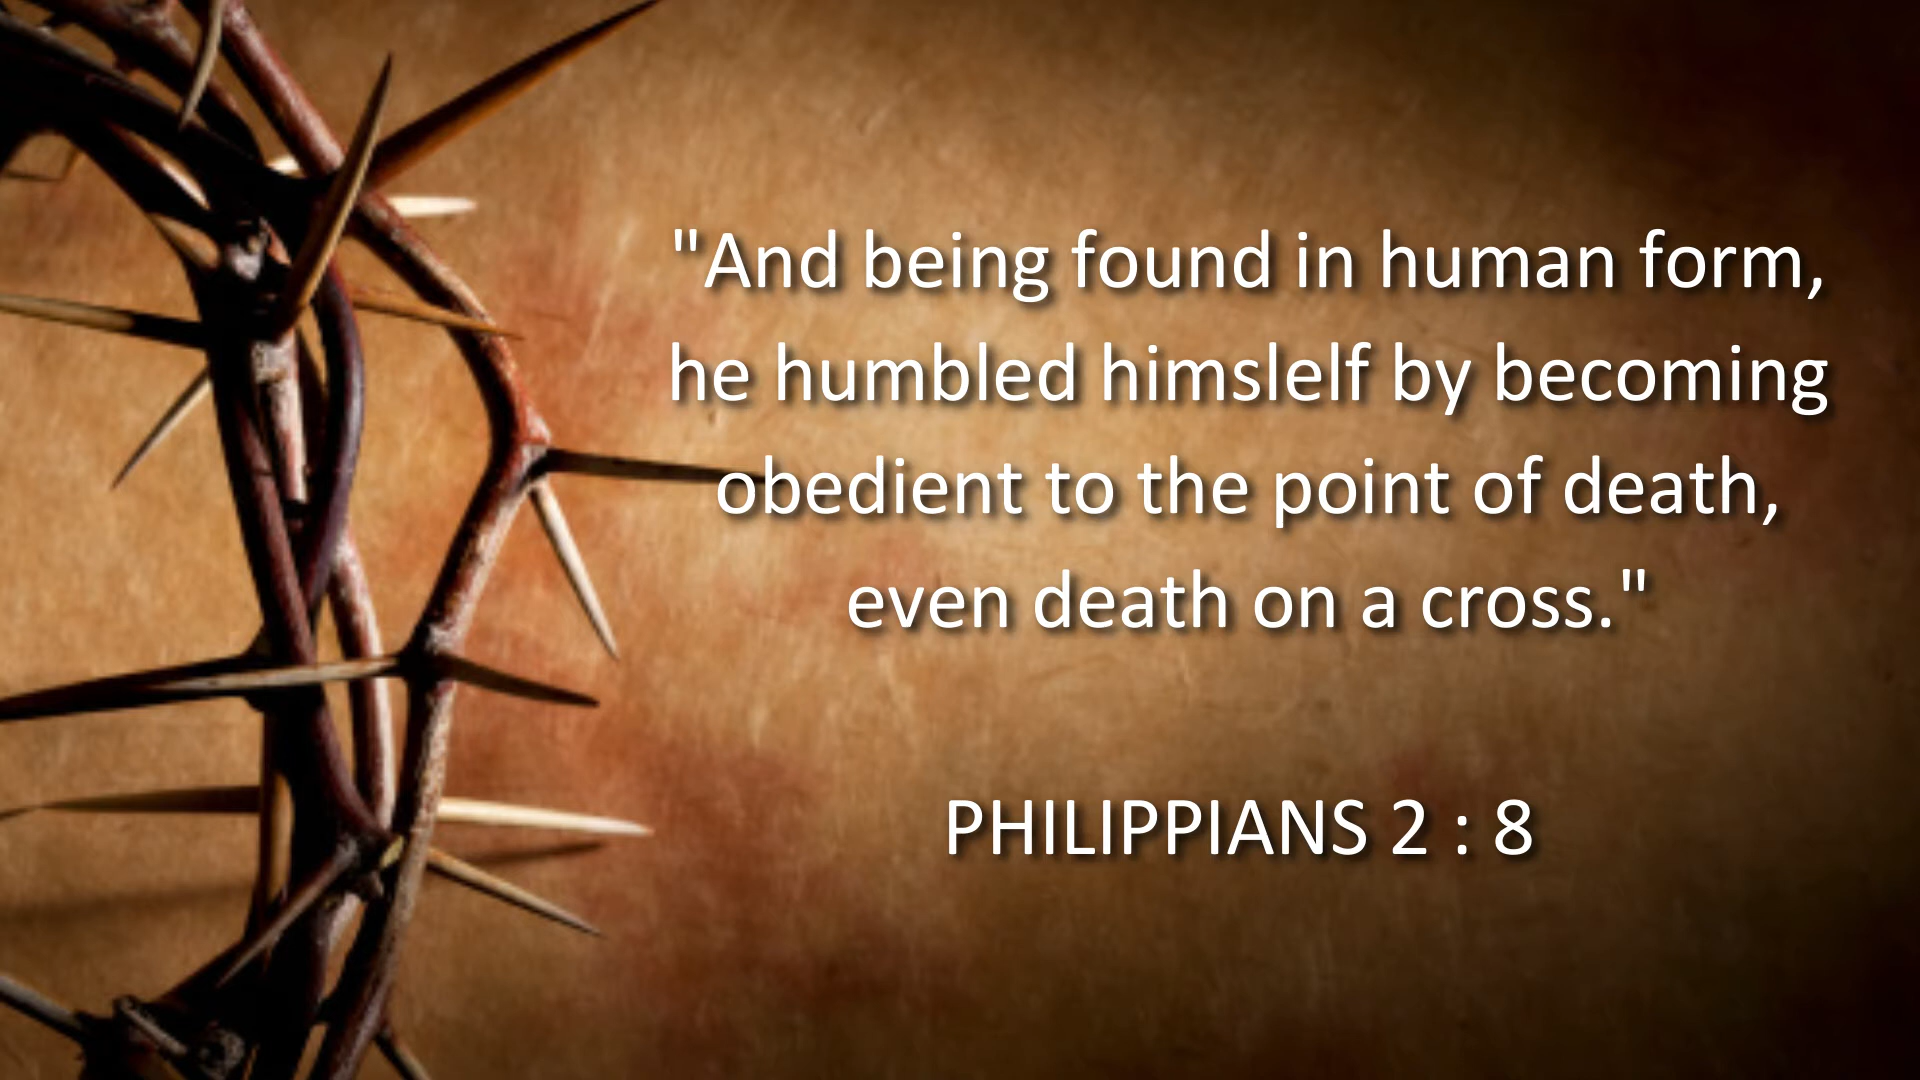 "And being found in human form,
he humbled himslelf by becoming
obedient to the point of death,
even death on a cross."
PHILIPPIANS 2 : 8